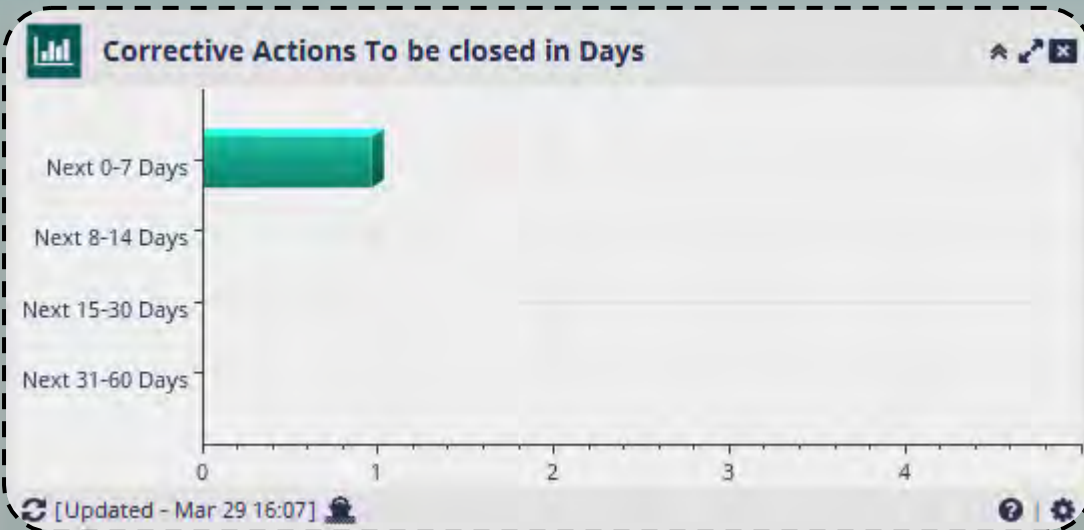 Corrective Actions To be closed in Days
Next 0-7 Days
Next 8-14 Days
Next 15-30 Days
Next 31-60 Days
0 1 2 3 4
[Updated - Mar 29 16:07]